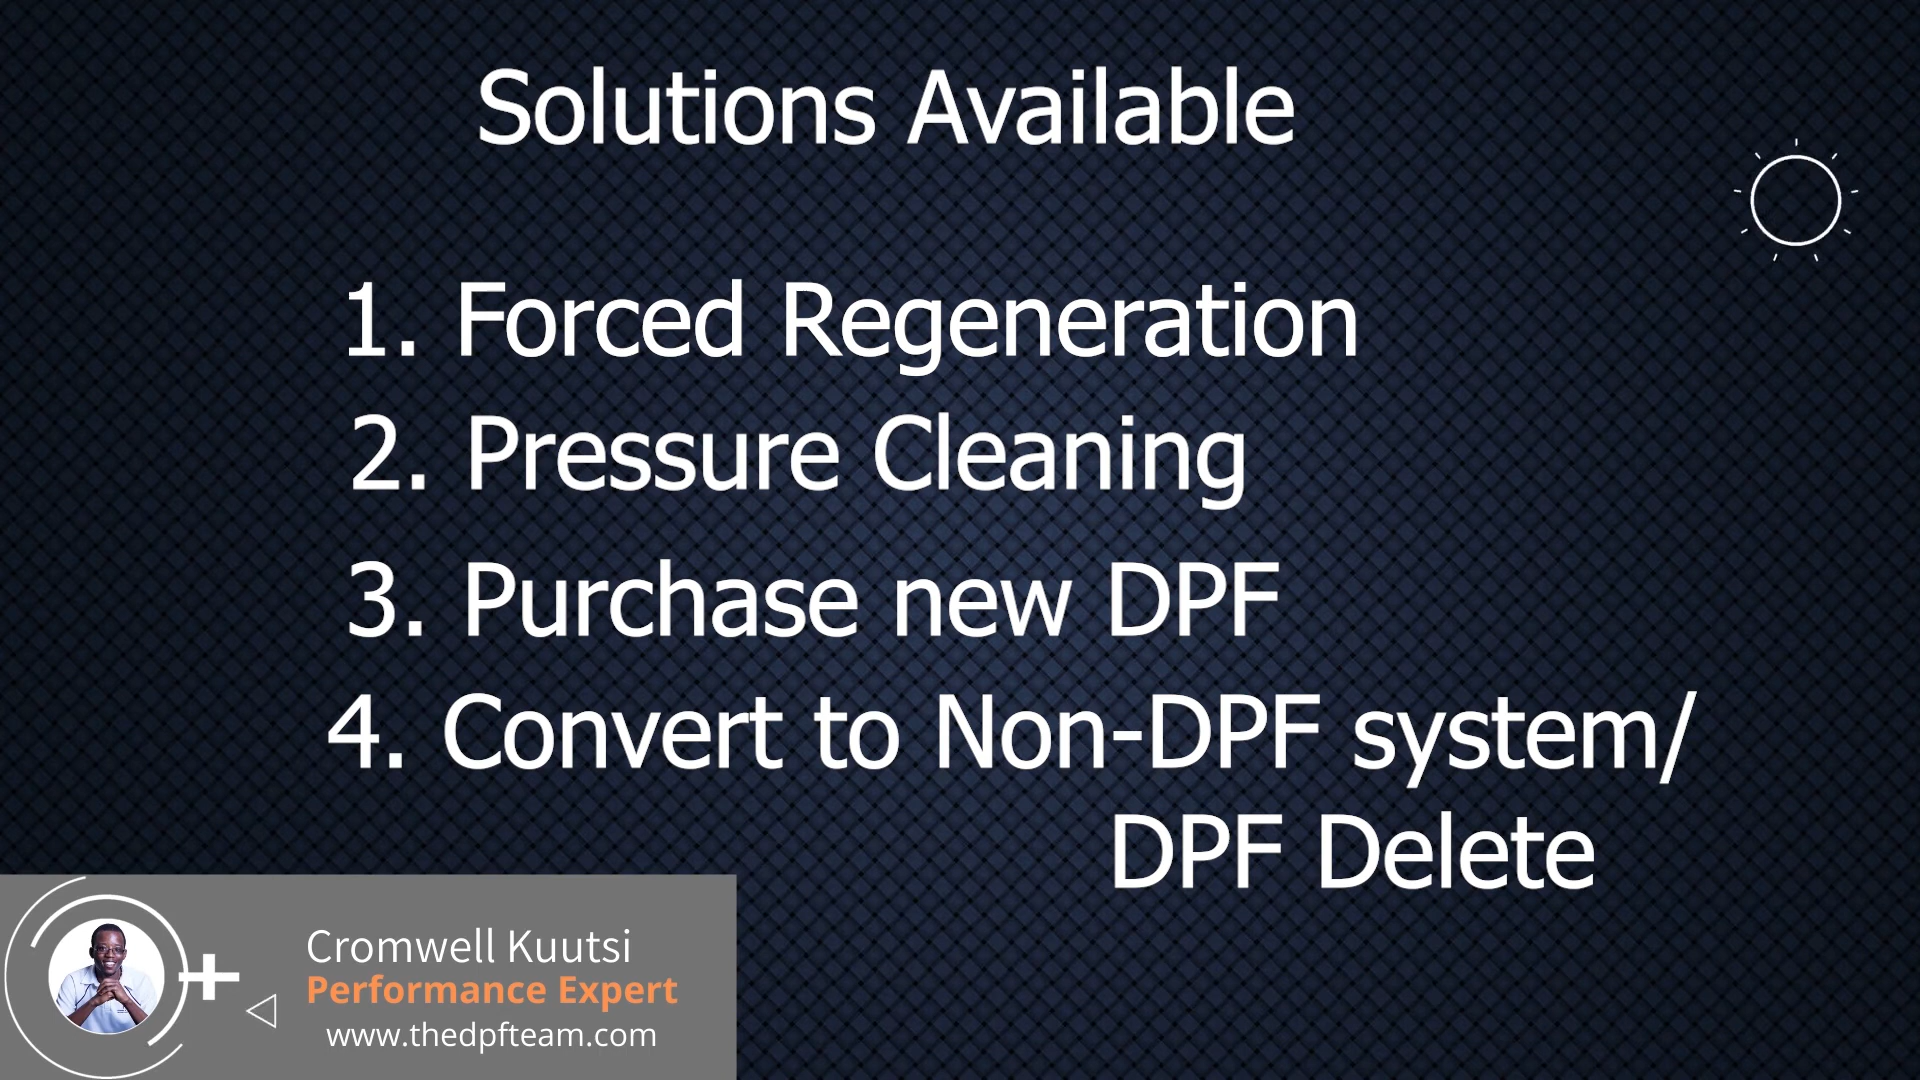 Solutions Available
1. Forced Regeneration
2. Pressure Cleaning
3. Purchase new DPF
4. Convert to Non-DPF system/
DPF Delete
Cromwell Kuutsi
Performance Expert
www.thedpfteam.com